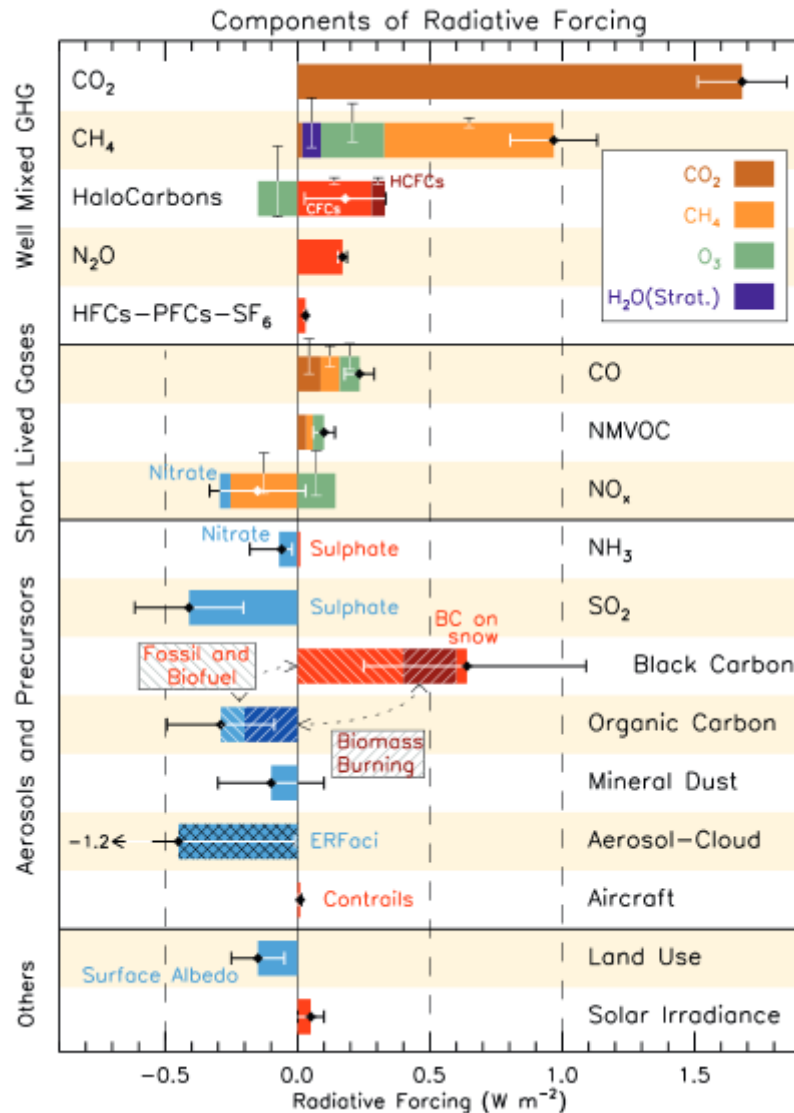 Components of Radiative Forcing
Well Mixed GHG
CO₂
CH₄
HaloCarbons
CFCs
HCFCs
N₂O
HFCs-PFCs-SF₆
CO₂
CH₄
O₃
H₂O(Strat.)
Short Lived Gases
CO
NMVOC
Nitrate
NOₓ
Aerosols and Precursors
Nitrate
Sulphate
NH₃
Sulphate
SO₂
BC on
snow
Fossil and
Biofuel
Black Carbon
Organic Carbon
Biomass
Burning
Mineral Dust
-1.2
ERFaci
Aerosol-Cloud
Contrails
Aircraft
Others
Land Use
Surface Albedo
Solar Irradiance
-0.5 0.0 0.5 1.0 1.5
Radiative Forcing (W m⁻²)